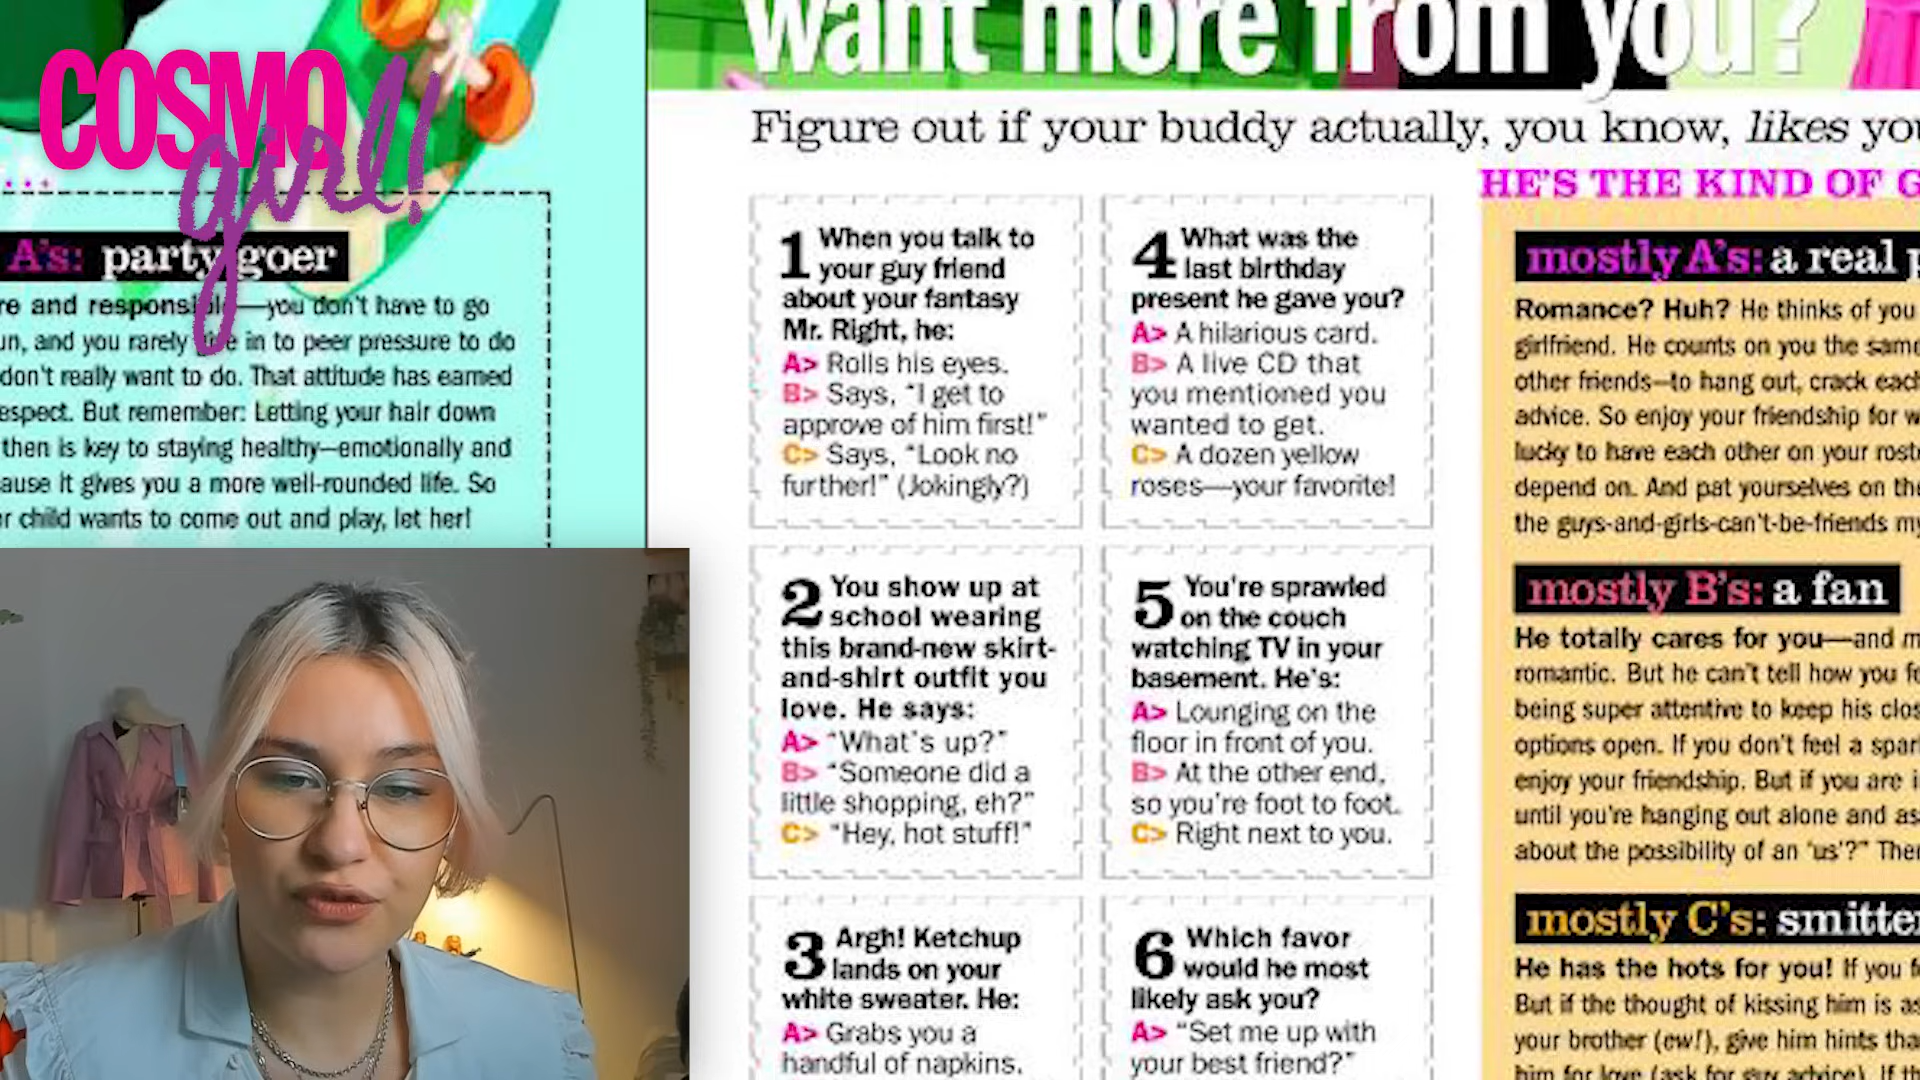 COSMO
girl!
A's: party goer
re and responsible—you don't have to go
un, and you rarely give in to peer pressure to do
don't really want to do. That attitude has earned
espect. But remember: Letting your hair down
then is key to staying healthy—emotionally and
ause it gives you a more well-rounded life. So
r child wants to come out and play, let her!
want more from you?
Figure out if your buddy actually, you know, likes you
1 When you talk to
your guy friend
about your fantasy
Mr. Right, he:
A> Rolls his eyes.
B> Says, "I get to
approve of him first!"
C> Says, "Look no
further!" (Jokingly?)
2 You show up at
school wearing
this brand-new skirt-
and-shirt outfit you
love. He says:
A> "What's up?"
B> "Someone did a
little shopping, eh?"
C> "Hey, hot stuff!"
3 Argh! Ketchup
lands on your
white sweater. He:
A> Grabs you a
handful of napkins.
4 What was the
last birthday
present he gave you?
A> A hilarious card.
B> A live CD that
you mentioned you
wanted to get.
C> A dozen yellow
roses—your favorite!
5 You're sprawled
on the couch
watching TV in your
basement. He's:
A> Lounging on the
floor in front of you.
B> At the other end,
so you're foot to foot.
C> Right next to you.
6 Which favor
would he most
likely ask you?
A> "Set me up with
your best friend?"
HE'S THE KIND OF G
mostly A's: a real p
Romance? Huh? He thinks of you
girlfriend. He counts on you the same
other friends—to hang out, crack each
advice. So enjoy your friendship for w
lucky to have each other on your rost
depend on. And pat yourselves on the
the guys-and-girls-can't-be-friends my
mostly B's: a fan
He totally cares for you—and m
romantic. But he can't tell how you fe
being super attentive to keep his clos
options open. If you don't feel a spar
enjoy your friendship. But if you are i
until you're hanging out alone and as
about the possibility of an 'us'?" Ther
mostly C's: smitten
He has the hots for you! If you f
But if the thought of kissing him is as
your brother (ew!), give him hints tha
him for love (ask for guy advice). If th